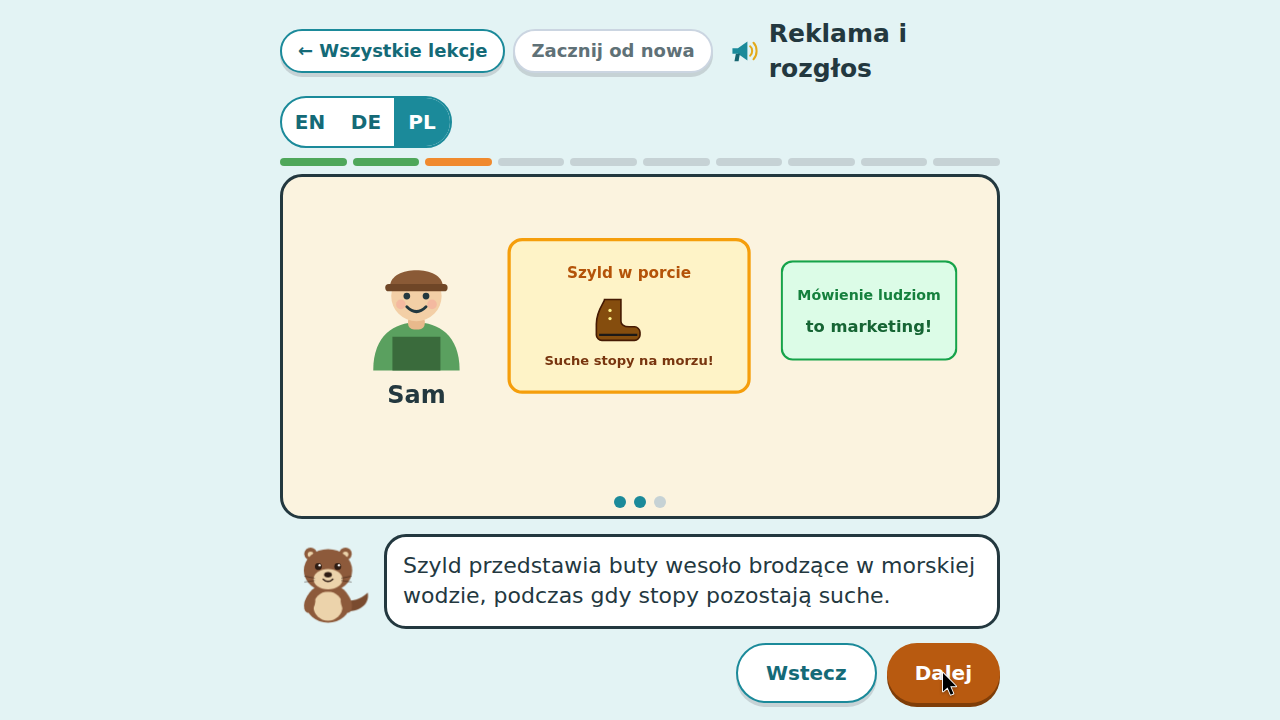 ← Wszystkie lekcje
Zacznij od nowa
Reklama i
rozgłos
EN DE PL
Szyld w porcie
Suche stopy na morzu!
Mówienie ludziom
to marketing!
Sam
Szyld przedstawia buty wesoło brodzące w morskiej
wodzie, podczas gdy stopy pozostają suche.
Wstecz
Dalej